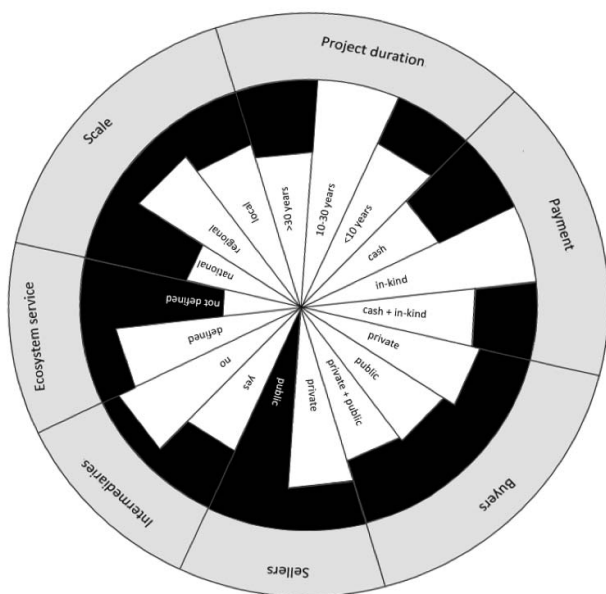 Project duration
Payment
Buyers
Sellers
Intermediaries
Ecosystem service
Scale
>30 years
10-30 years
<10 years
cash
in-kind
cash + in-kind
private
public
private + public
private
public
yes
no
defined
not defined
national
regional
local